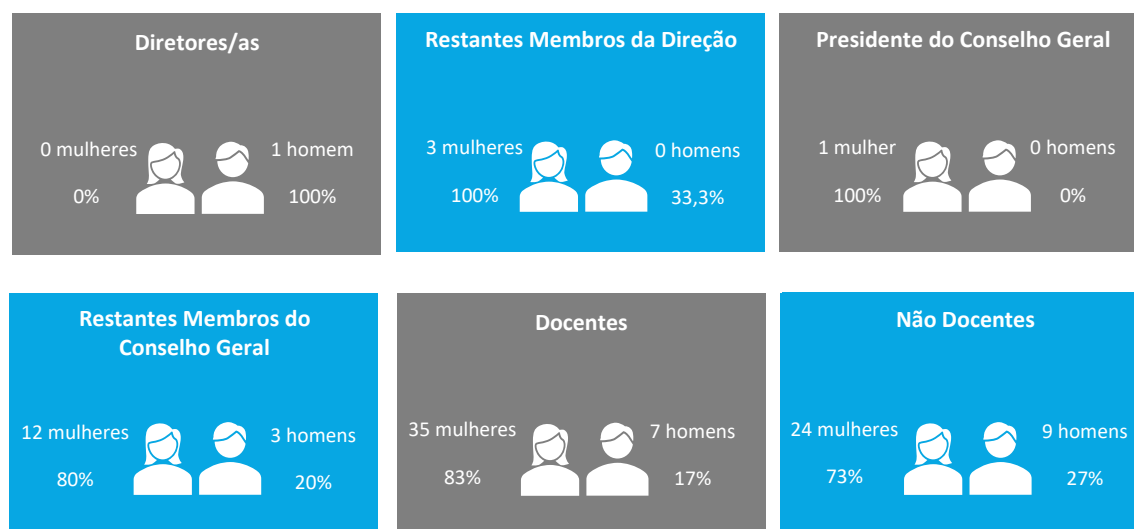 Diretores/as
0 mulheres
1 homem
0%
100%
Restantes Membros da Direção
3 mulheres
0 homens
100%
33,3%
Presidente do Conselho Geral
1 mulher
0 homens
100%
0%
Restantes Membros do
Conselho Geral
12 mulheres
3 homens
80%
20%
Docentes
35 mulheres
7 homens
83%
17%
Não Docentes
24 mulheres
9 homens
73%
27%